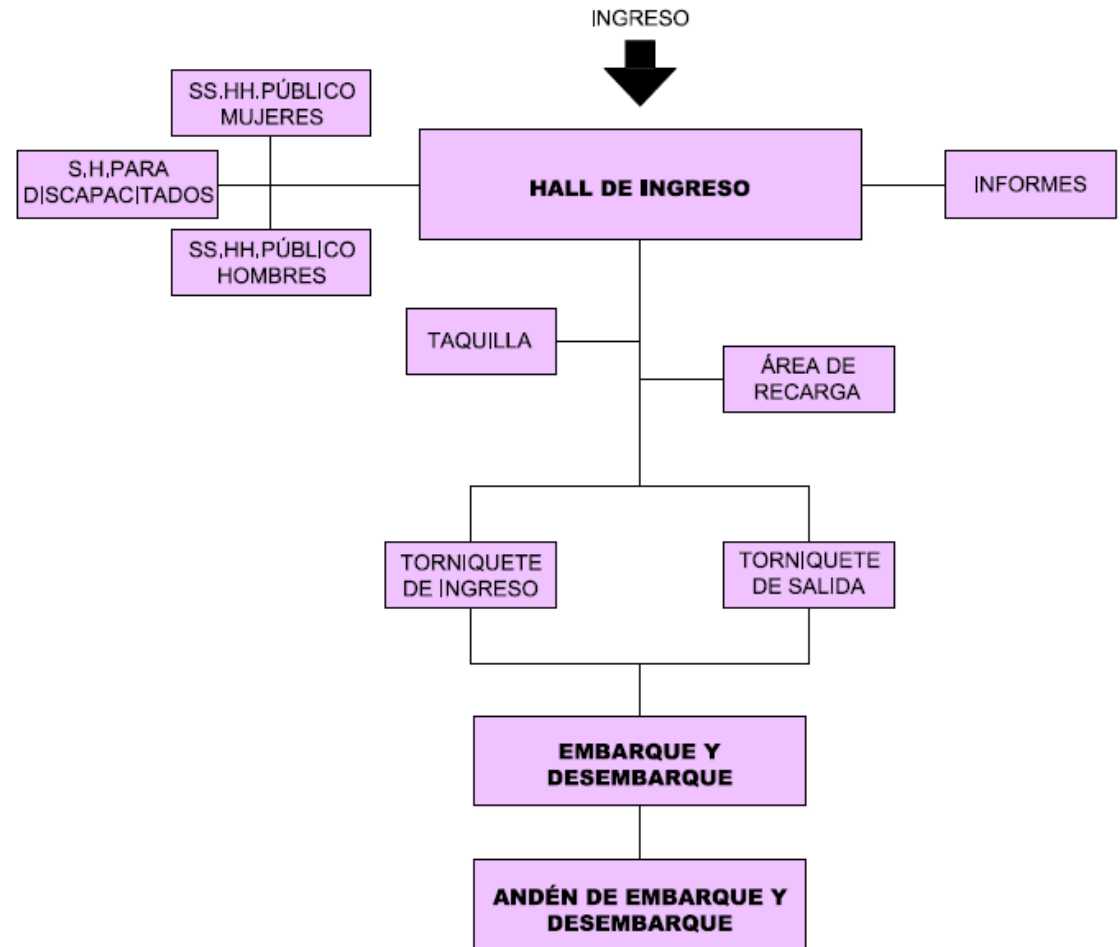 INGRESO
SS.HH.PÚBLICO
MUJERES
S.H.PARA
DISCAPACITADOS
HALL DE INGRESO
INFORMES
SS.HH.PÚBLICO
HOMBRES
TAQUILLA
ÁREA DE
RECARGA
TORNIQUETE
DE INGRESO
TORNIQUETE
DE SALIDA
EMBARQUE Y
DESEMBARQUE
ANDÉN DE EMBARQUE Y
DESEMBARQUE